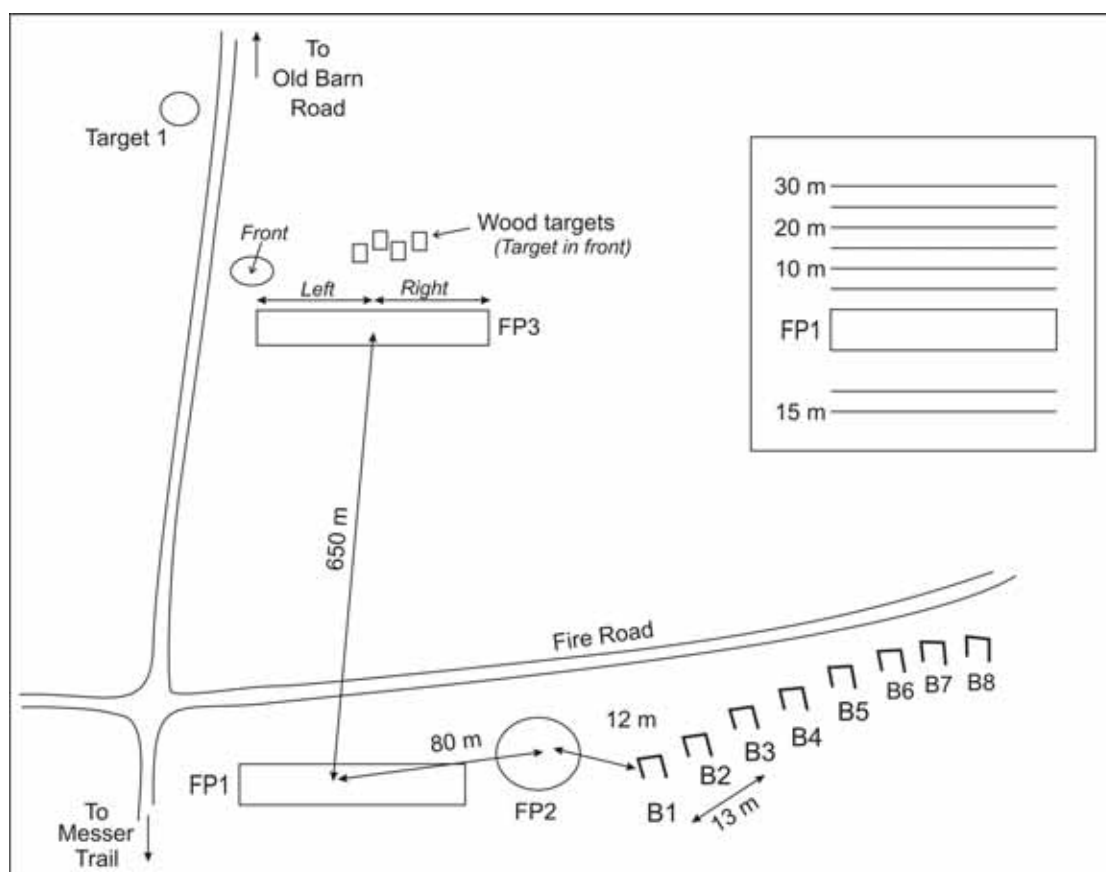 To
Old Barn
Road
Target 1
Front
Wood targets
(Target in front)
Left
Right
FP3
30 m
20 m
10 m
FP1
15 m
650 m
Fire Road
B1
B2
B3
B4
B5
B6
B7
B8
12 m
13 m
80 m
FP1
FP2
To
Messer
Trail